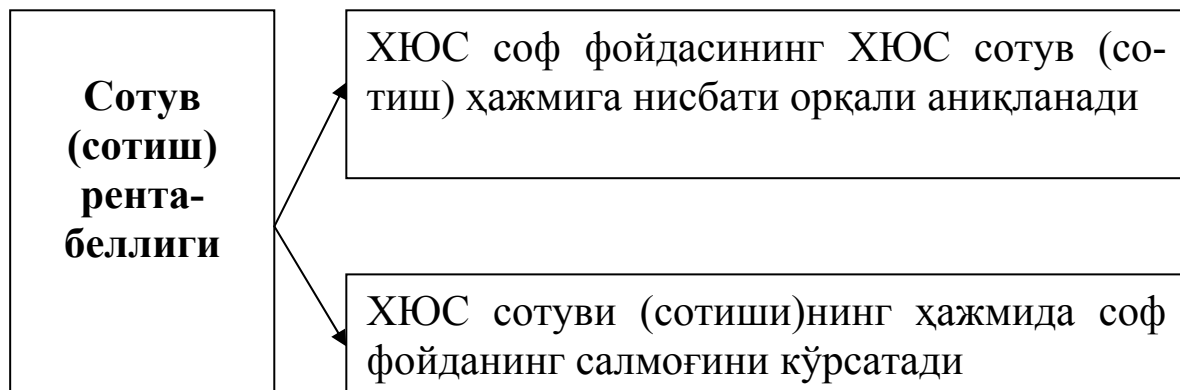 Сотув
(сотиш)
рента-
беллиги
ХЮС соф фойдасининг ХЮС сотув (со-
тиш) ҳажмига нисбати орқали аниқланади
ХЮС сотуви (сотиши)нинг ҳажмида соф
фойданинг салмоғини кўрсатади